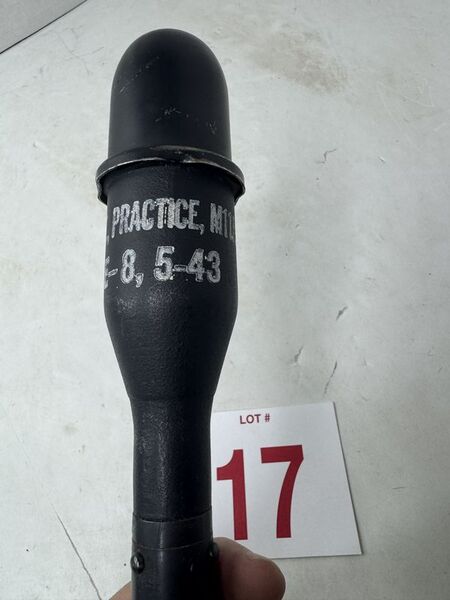 PRACTICE, M11
-8, 5-43
LOT #
17